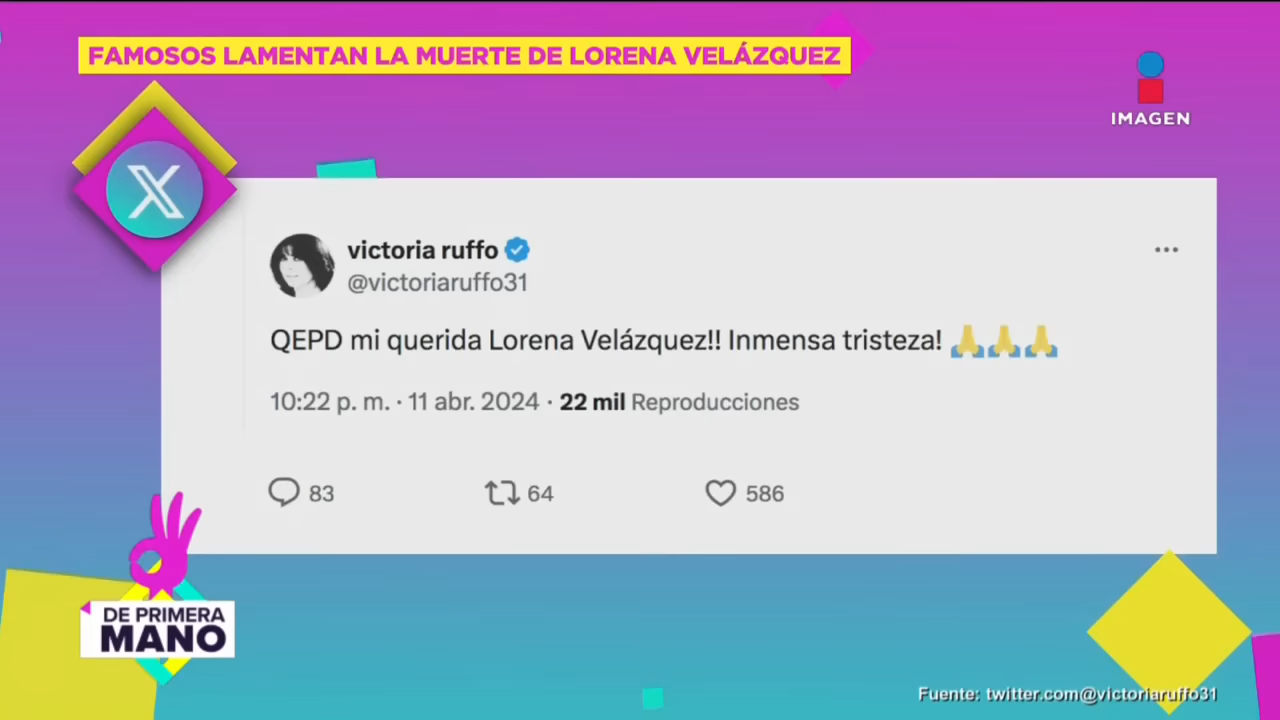 FAMOSOS LAMENTAN LA MUERTE DE LORENA VELÁZQUEZ
IMAGEN
victoria ruffo
@victoriaruffo31
QEPD mi querida Lorena Velázquez!! Inmensa tristeza! 🙏🙏🙏
10:22 p. m. · 11 abr. 2024 · 22 mil Reproducciones
83 64 586
DE PRIMERA
MANO
Fuente: twitter.com@victoriaruffo31